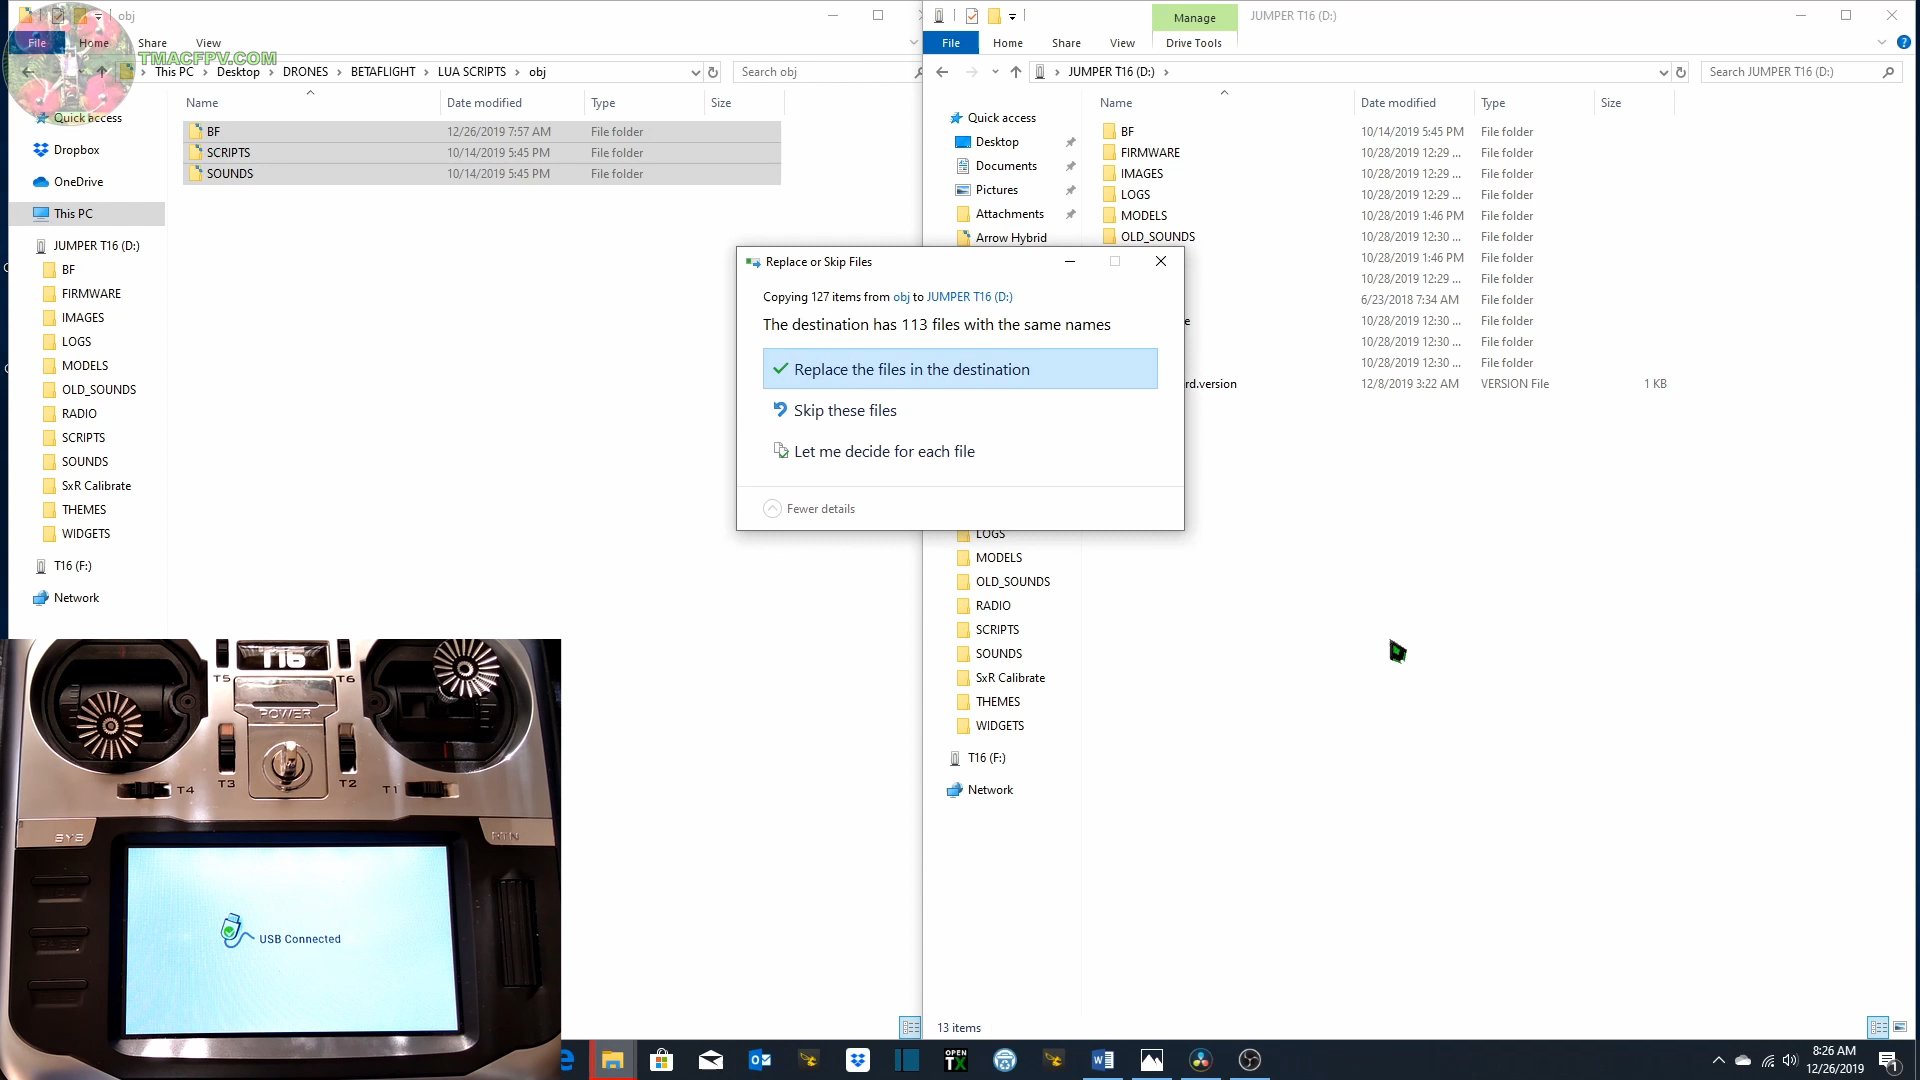 obj
File Home Share View
TMACFPV.COM
This PC Desktop DRONES BETAFLIGHT LUA SCRIPTS obj
Search obj
Name Date modified Type Size
Quick access
Dropbox
OneDrive
This PC
JUMPER T16 (D:)
BF
FIRMWARE
IMAGES
LOGS
MODELS
OLD_SOUNDS
RADIO
SCRIPTS
SOUNDS
SxR Calibrate
THEMES
WIDGETS
T16 (F:)
Network
BF 12/26/2019 7:57 AM File folder
SCRIPTS 10/14/2019 5:45 PM File folder
SOUNDS 10/14/2019 5:45 PM File folder
Manage JUMPER T16 (D:)
File Home Share View Drive Tools
JUMPER T16 (D:)
Search JUMPER T16 (D:)
Name Date modified Type Size
Quick access
Desktop
Documents
Pictures
Attachments
Arrow Hybrid
LOGS
MODELS
OLD_SOUNDS
RADIO
SCRIPTS
SOUNDS
SxR Calibrate
THEMES
WIDGETS
T16 (F:)
Network
BF 10/14/2019 5:45 PM File folder
FIRMWARE 10/28/2019 12:29 ... File folder
IMAGES 10/28/2019 12:29 ... File folder
LOGS 10/28/2019 12:29 ... File folder
MODELS 10/28/2019 1:46 PM File folder
OLD_SOUNDS 10/28/2019 12:30 ... File folder
10/28/2019 1:46 PM File folder
10/28/2019 12:29 ... File folder
6/23/2018 7:34 AM File folder
e 10/28/2019 12:30 ... File folder
10/28/2019 12:30 ... File folder
10/28/2019 12:30 ... File folder
rd.version 12/8/2019 3:22 AM VERSION File 1 KB
Replace or Skip Files
Copying 127 items from obj to JUMPER T16 (D:)
The destination has 113 files with the same names
Replace the files in the destination
Skip these files
Let me decide for each file
Fewer details
13 items
T16
T5 T6
POWER
T3 T2
T4 T1
SYS
USB Connected
OPEN
TX
8:26 AM
12/26/2019
1